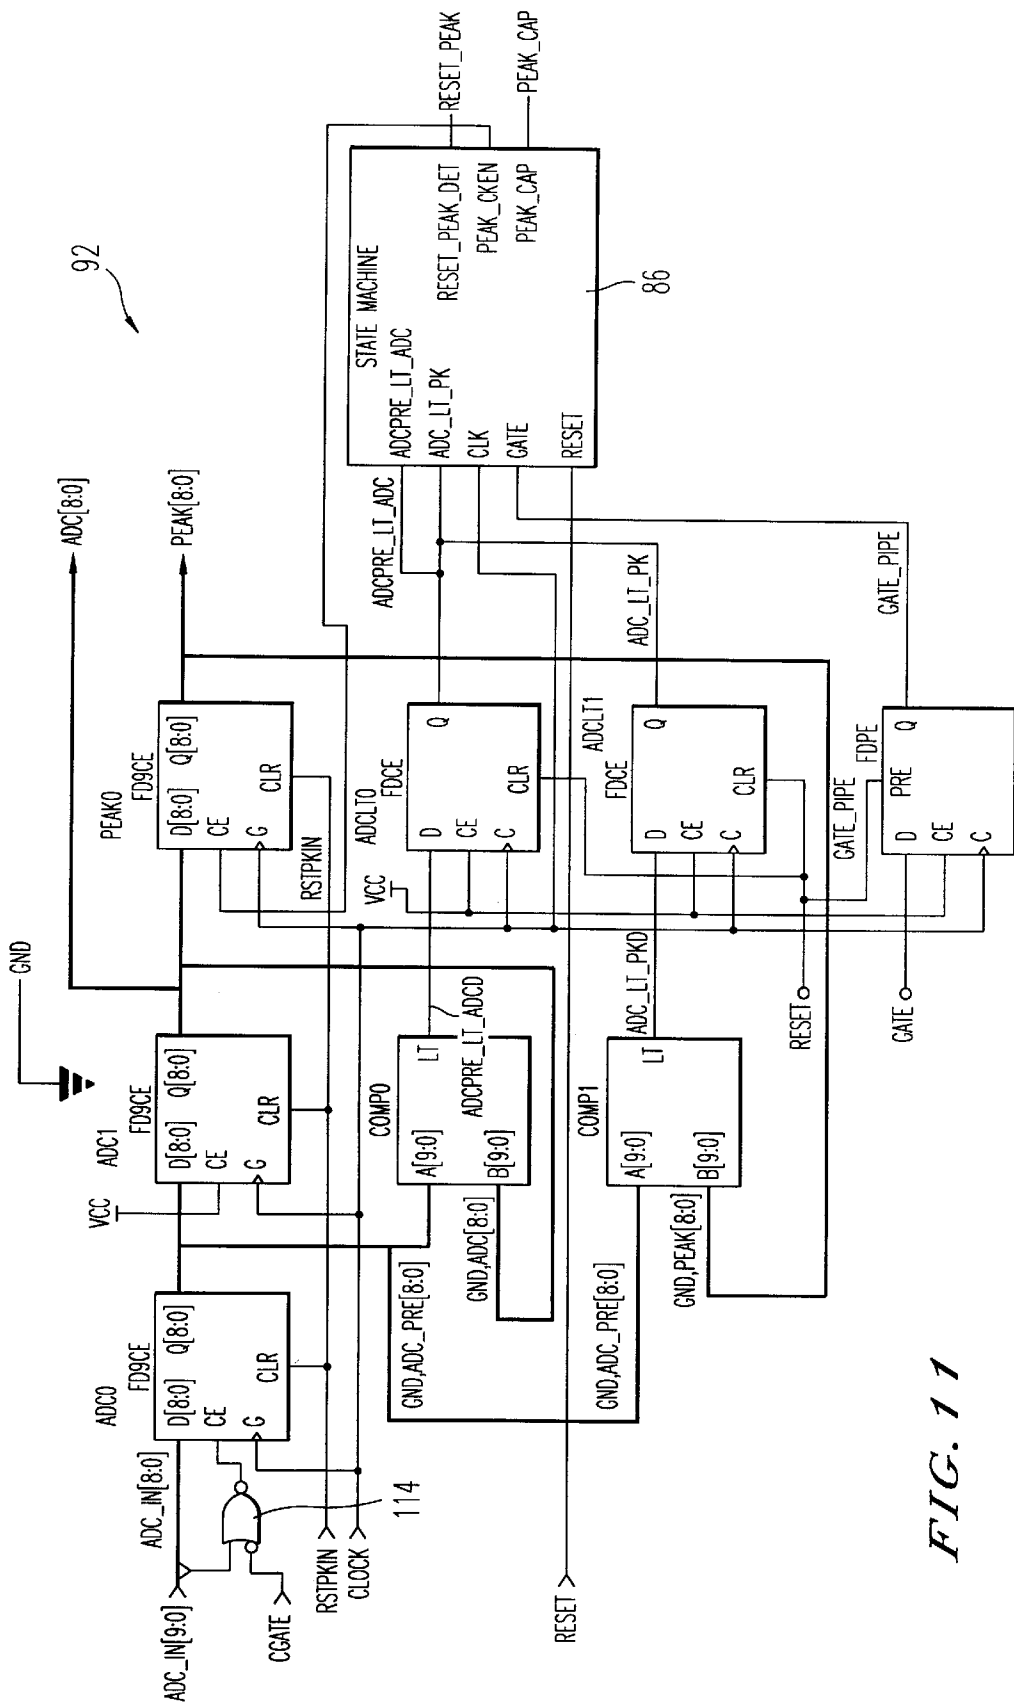 92
GND
ADC[8:0]
PEAK[8:0]
ADC_IN[9:0]
ADC_IN[8:0]
ADC0
FD9CE
D[8:0]
Q[8:0]
CE
G
CLR
114
CGATE
RSTPKIN
CLOCK
VCC
ADC1
FD9CE
D[8:0]
Q[8:0]
CE
G
CLR
PEAK0
FD9CE
D[8:0]
Q[8:0]
CE
G
CLR
RSTPKIN
GND,ADC_PRE[8:0]
GND,ADC[8:0]
COMP0
A[9:0]
B[9:0]
LT
ADCPRE_LT_ADCD
VCC
ADCLT0
FDCE
D
Q
CE
C
CLR
ADCPRE_LT_ADC
STATE MACHINE
ADCPRE_LT_ADC
ADC_LT_PK
CLK
GATE
RESET
RESET_PEAK_DET
PEAK_CKEN
PEAK_CAP
RESET_PEAK
PEAK_CAP
86
RESET
GND,ADC_PRE[8:0]
GND,PEAK[8:0]
COMP1
A[9:0]
B[9:0]
LT
ADC_LT_PKD
ADCLT1
FDCE
D
Q
CE
C
CLR
ADC_LT_PK
RESET
GATE
GATE_PIPE
FDPE
PRE
D
Q
CE
C
GATE_PIPE
FIG. 11